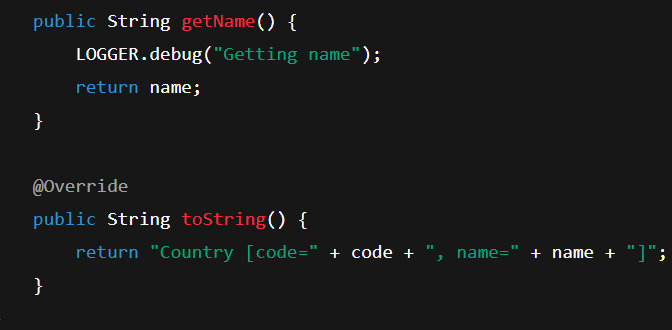 public String getName() {
    LOGGER.debug("Getting name");
    return name;
}
@Override
public String toString() {
    return "Country [code=" + code + ", name=" + name + "]";
}